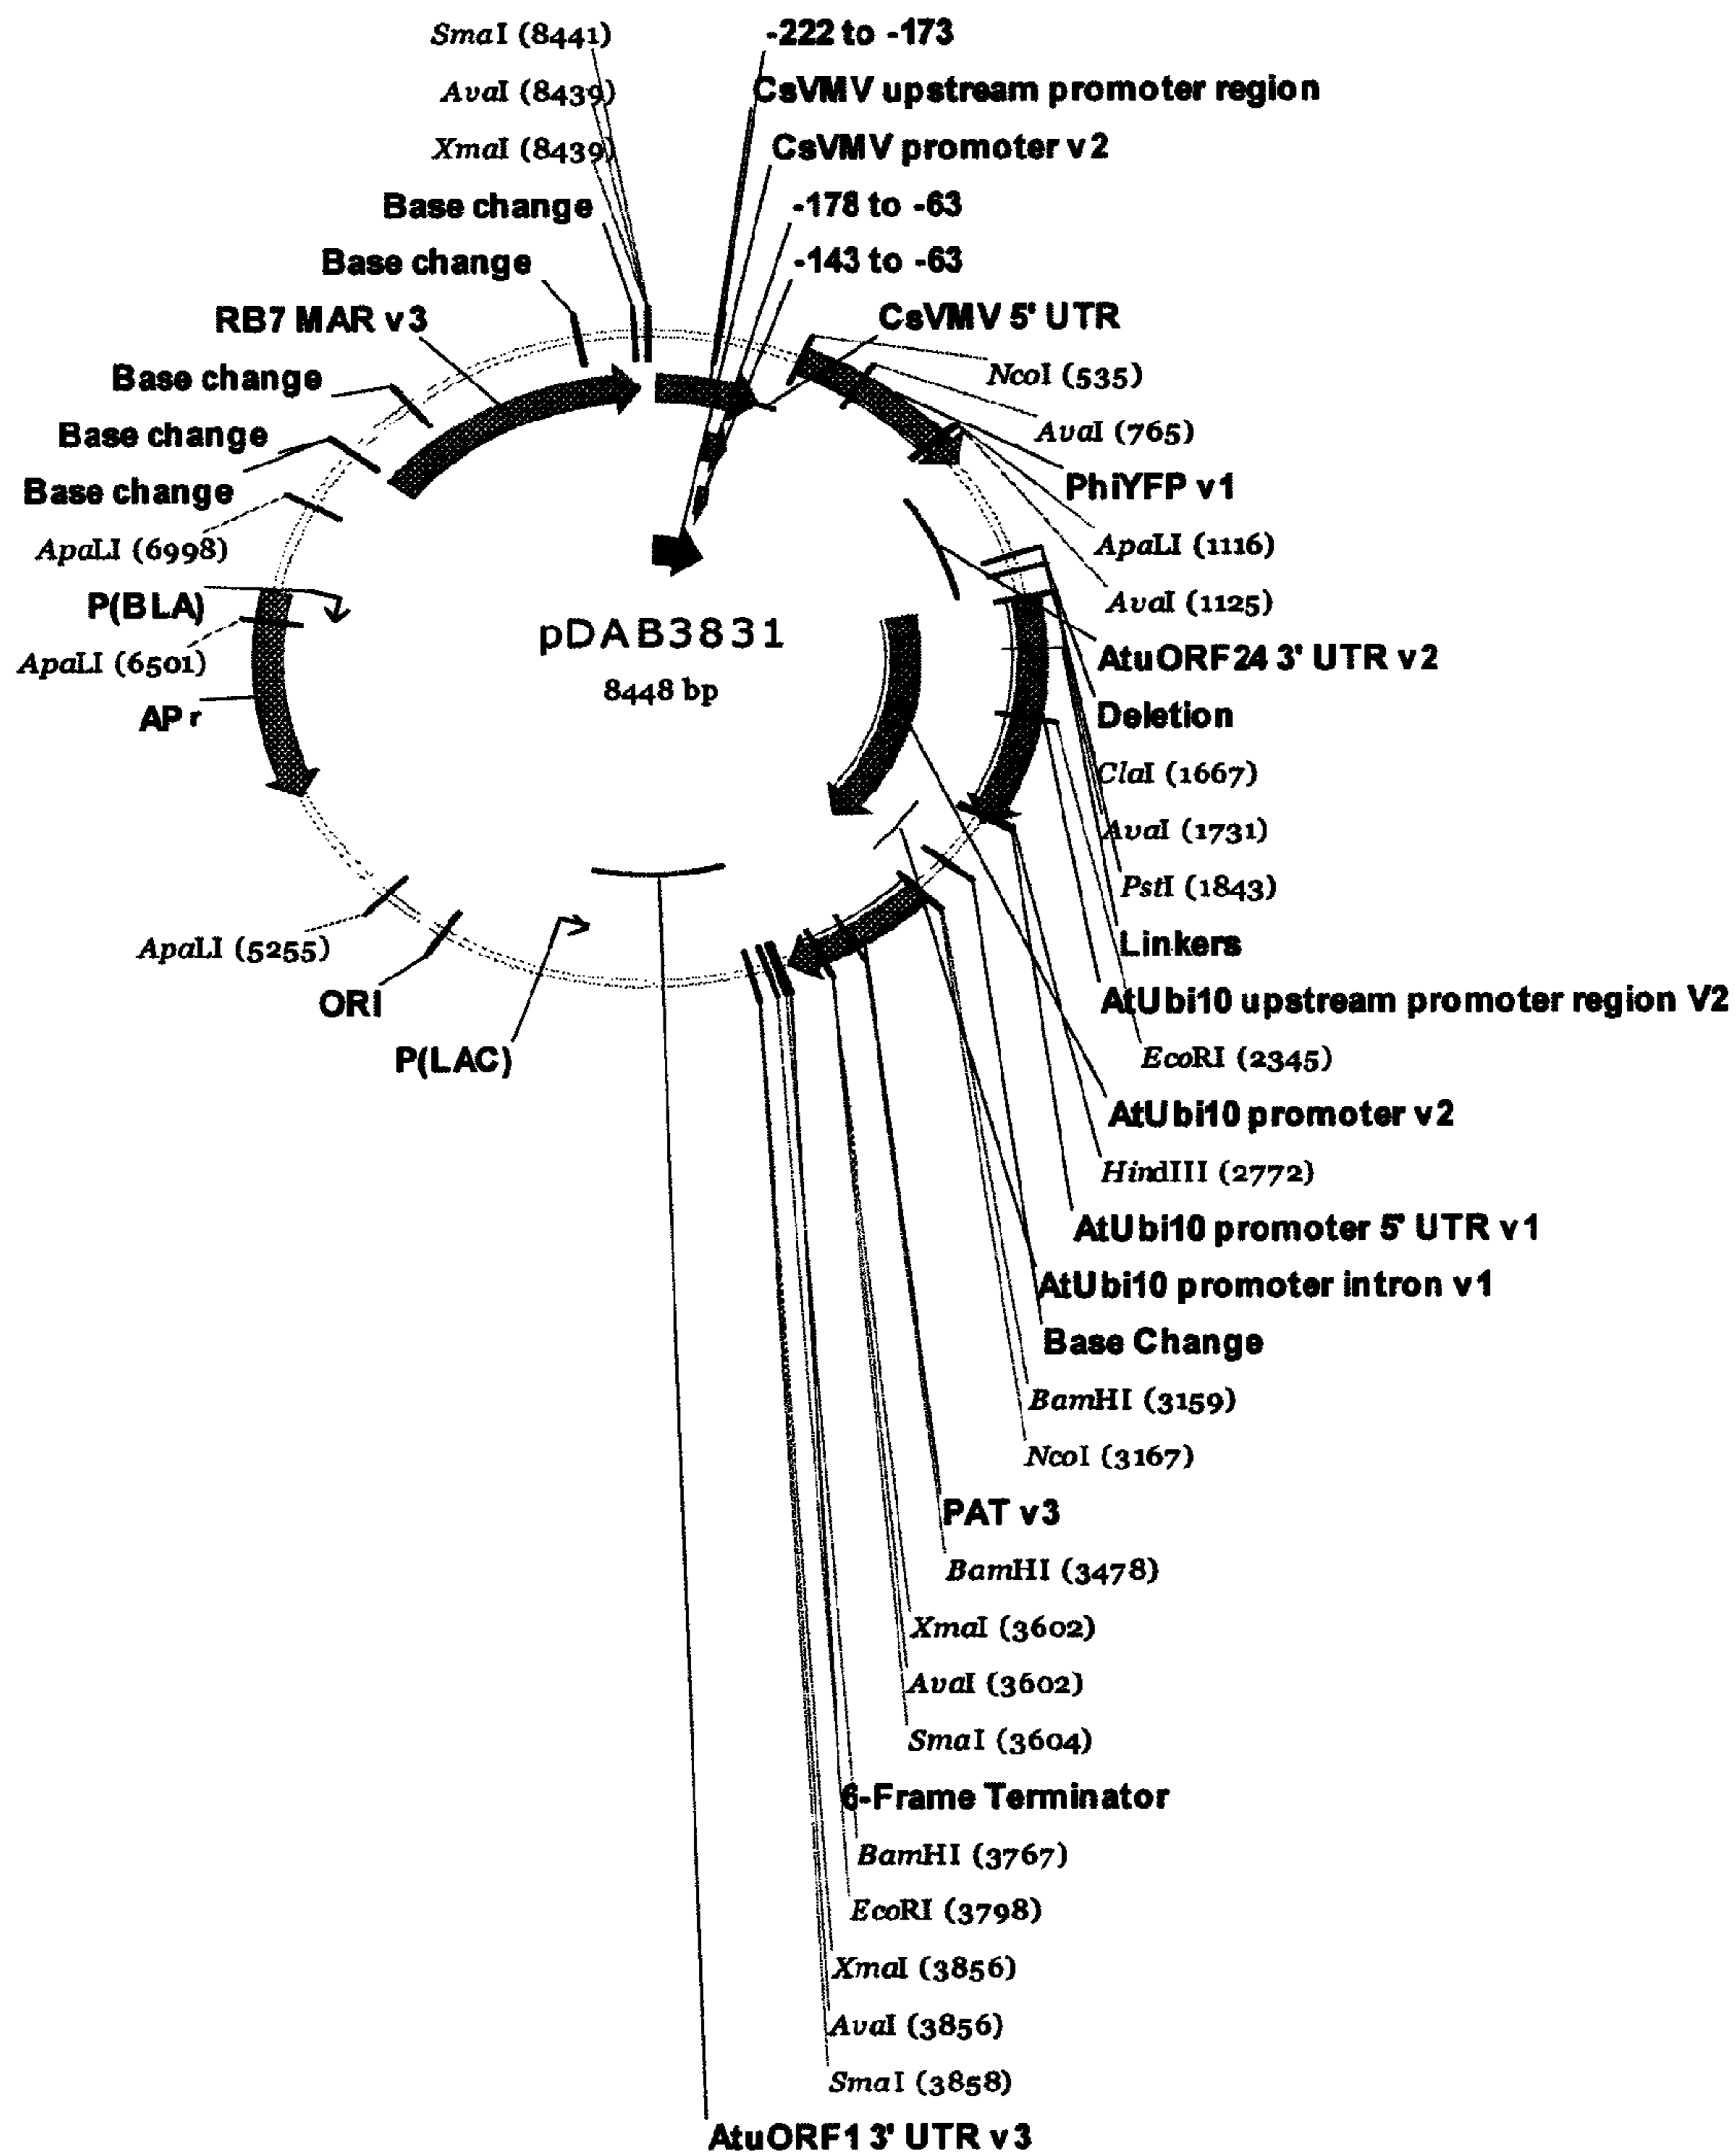 SmaI (8441)
AvaI (8439)
XmaI (8439)
Base change
Base change
RB7 MAR v3
Base change
Base change
Base change
ApaLI (6998)
P(BLA)
ApaLI (6501)
APr
ApaLI (5255)
ORI
P(LAC)
pDAB3831
8448 bp
-222 to -173
CsVMV upstream promoter region
CsVMV promoter v2
-178 to -63
-143 to -63
CsVMV 5' UTR
NcoI (535)
AvaI (765)
PhiYFP v1
ApaLI (1116)
AvaI (1125)
AtuORF24 3' UTR v2
Deletion
ClaI (1667)
AvaI (1731)
PstI (1843)
Linkers
AtUbi10 upstream promoter region V2
EcoRI (2345)
AtUbi10 promoter v2
HindIII (2772)
AtUbi10 promoter 5' UTR v1
AtUbi10 promoter intron v1
Base Change
BamHI (3159)
NcoI (3167)
PAT v3
BamHI (3478)
XmaI (3602)
AvaI (3602)
SmaI (3604)
6-Frame Terminator
BamHI (3767)
EcoRI (3798)
XmaI (3856)
AvaI (3856)
SmaI (3858)
AtuORF1 3' UTR v3